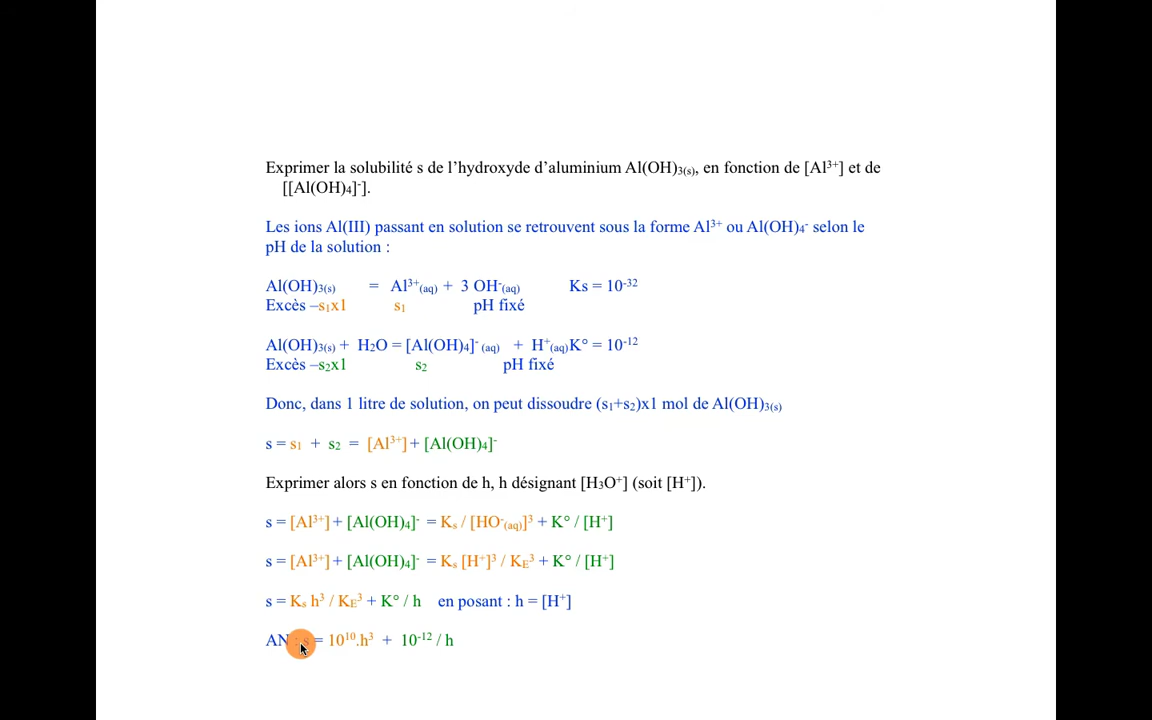 Exprimer la solubilité s de l’hydroxyde d’aluminium Al(OH)₃₍ₛ₎, en fonction de [Al³⁺] et de
[[Al(OH)₄]⁻].
Les ions Al(III) passant en solution se retrouvent sous la forme Al³⁺ ou Al(OH)₄⁻ selon le
pH de la solution :
Al(OH)₃₍ₛ₎ = Al³⁺₍aq₎ + 3 OH⁻₍aq₎ Ks = 10⁻³²
Excès –s₁x1 s₁ pH fixé
Al(OH)₃₍ₛ₎ + H₂O = [Al(OH)₄]⁻ ₍aq₎ + H⁺₍aq₎K° = 10⁻¹²
Excès –s₂x1 s₂ pH fixé
Donc, dans 1 litre de solution, on peut dissoudre (s₁+s₂)x1 mol de Al(OH)₃₍ₛ₎
s = s₁ + s₂ = [Al³⁺] + [Al(OH)₄]⁻
Exprimer alors s en fonction de h, h désignant [H₃O⁺] (soit [H⁺]).
s = [Al³⁺] + [Al(OH)₄]⁻ = Kₛ / [HO⁻₍aq₎]³ + K° / [H⁺]
s = [Al³⁺] + [Al(OH)₄]⁻ = Kₛ [H⁺]³ / K_E³ + K° / [H⁺]
s = Kₛ h³ / K_E³ + K° / h en posant : h = [H⁺]
AN : s = 10¹⁰.h³ + 10⁻¹² / h